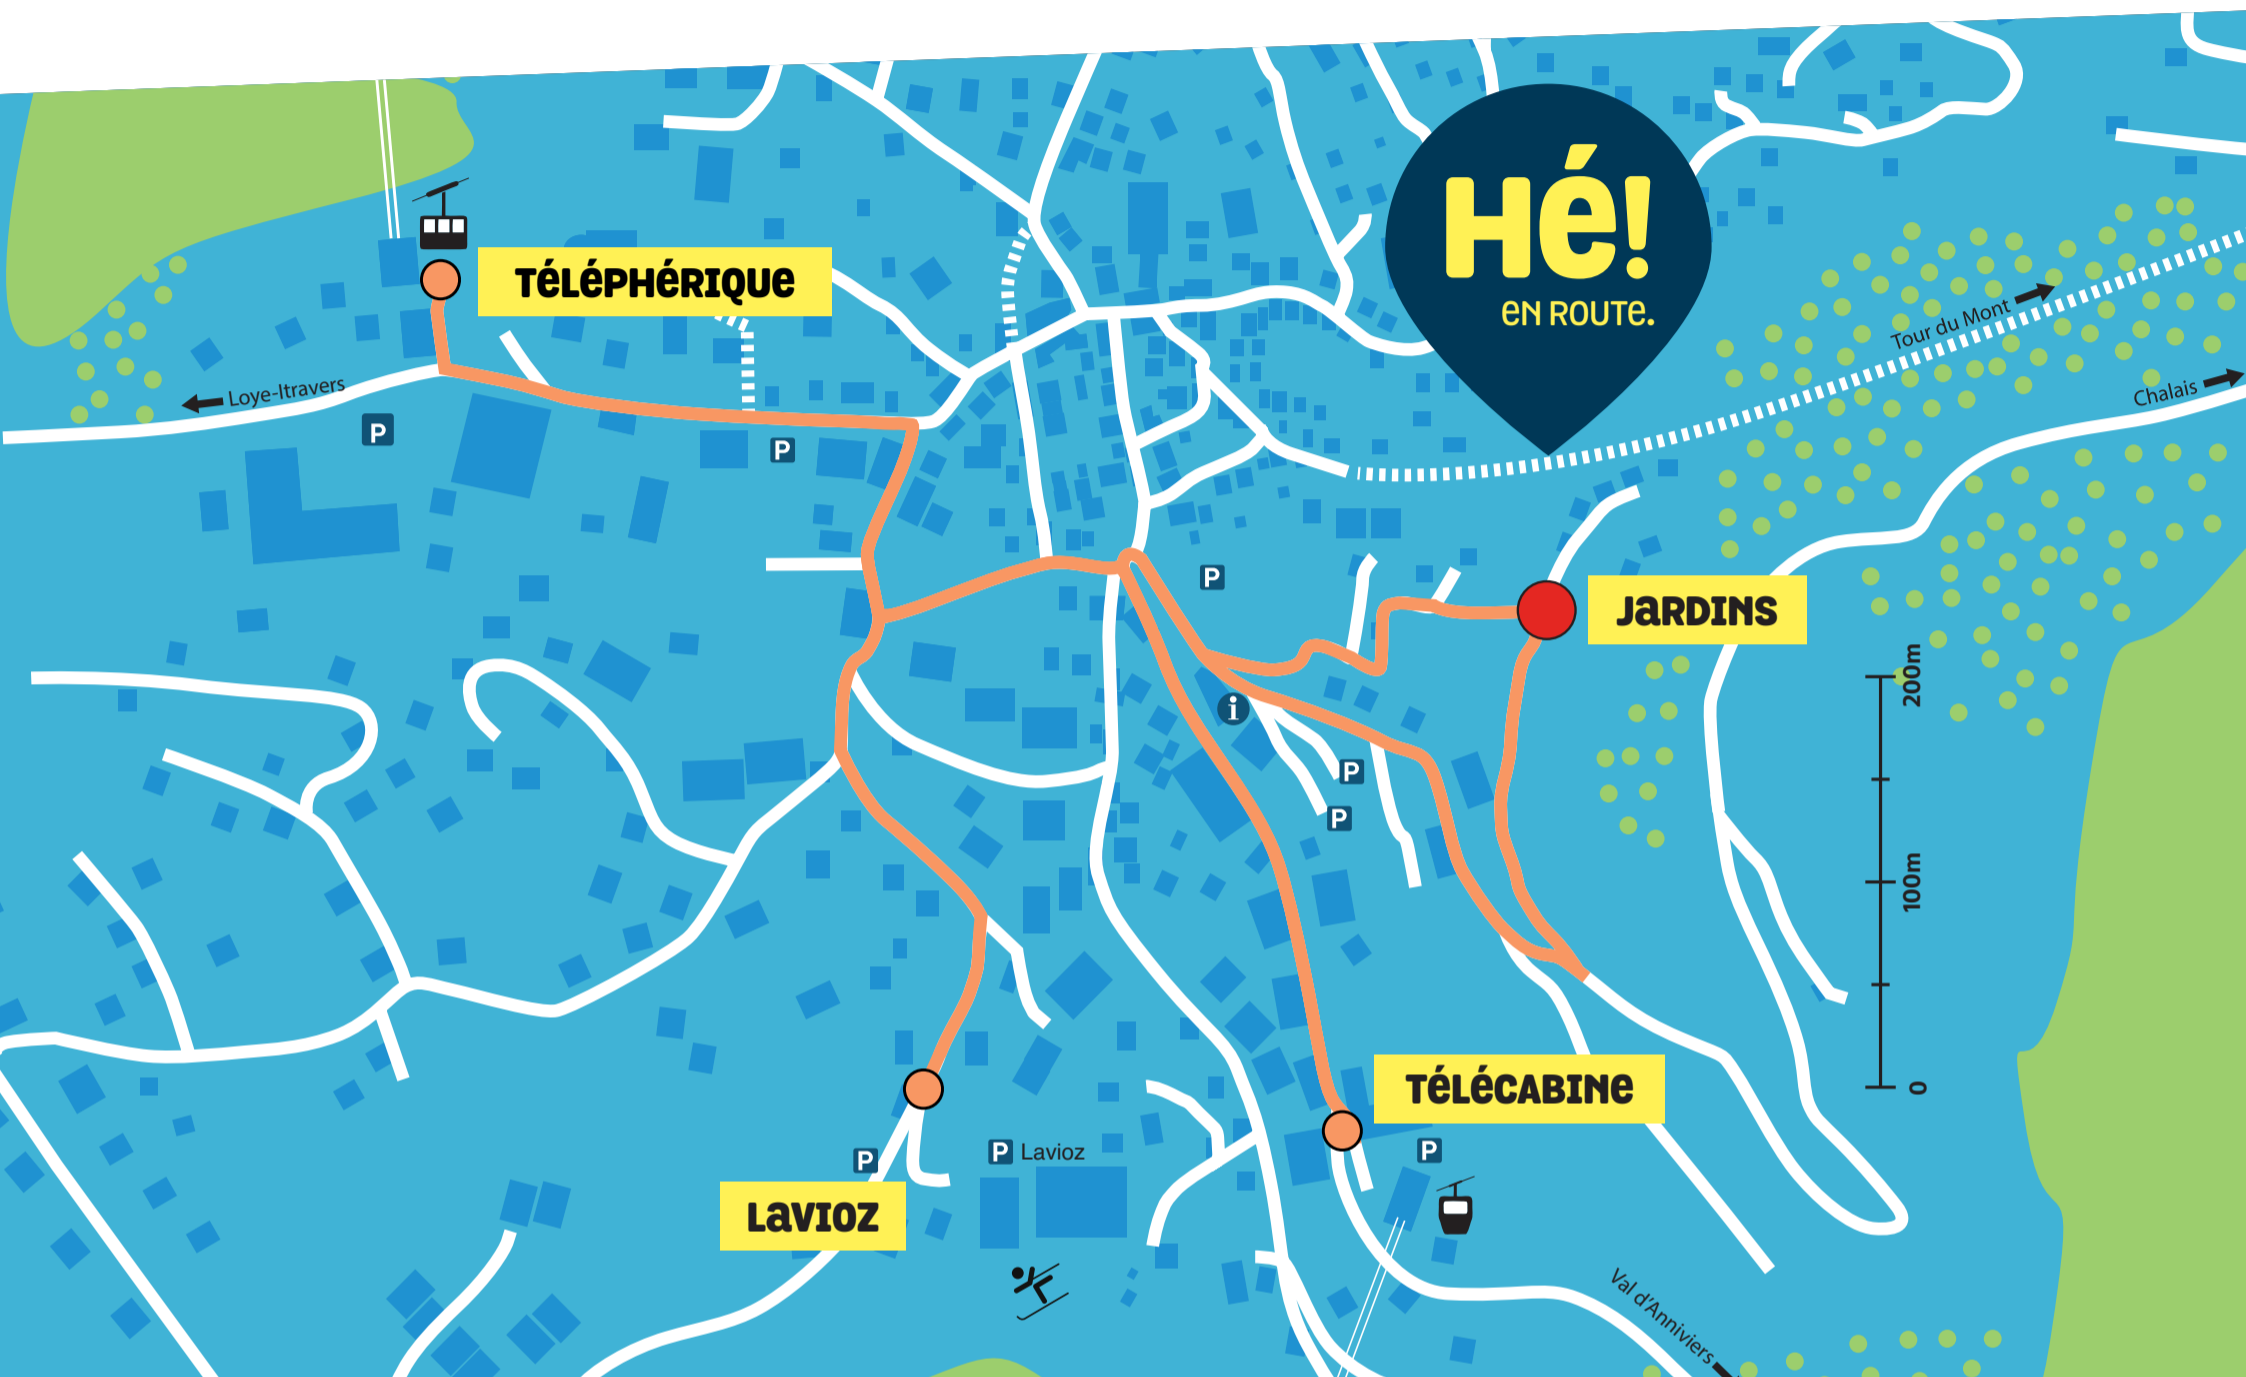 Hé!
EN ROUTE.
TÉLÉPHÉRIQUE
Tour du Mont
Loye-Itravers
Chalais
P
P
P
JARDINS
200m
i
P
P
100m
TÉLÉCABINE
0
P
P
P Lavioz
LAVIOZ
Val d'Anniviers